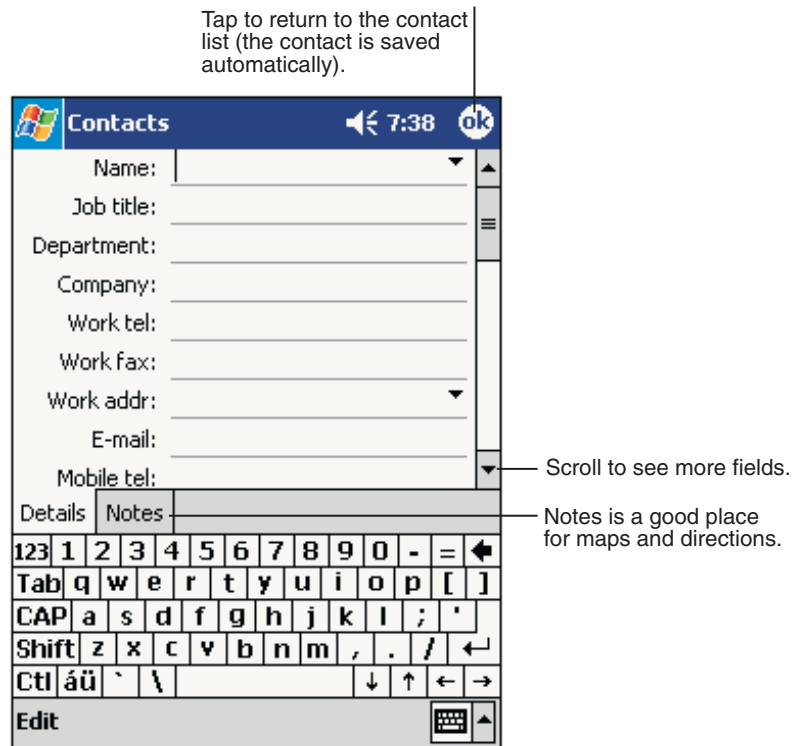 Tap to return to the contact
list (the contact is saved
automatically).
Contacts 7:38 ok
Name:
Job title:
Department:
Company:
Work tel:
Work fax:
Work addr:
E-mail:
Mobile tel:
Scroll to see more fields.
Details Notes
Notes is a good place
for maps and directions.
123 1 2 3 4 5 6 7 8 9 0 - =
Tab q w e r t y u i o p [ ]
CAP a s d f g h j k l ; '
Shift z x c v b n m , . /
Ctl áü ` \ ↓ ↑ ← →
Edit